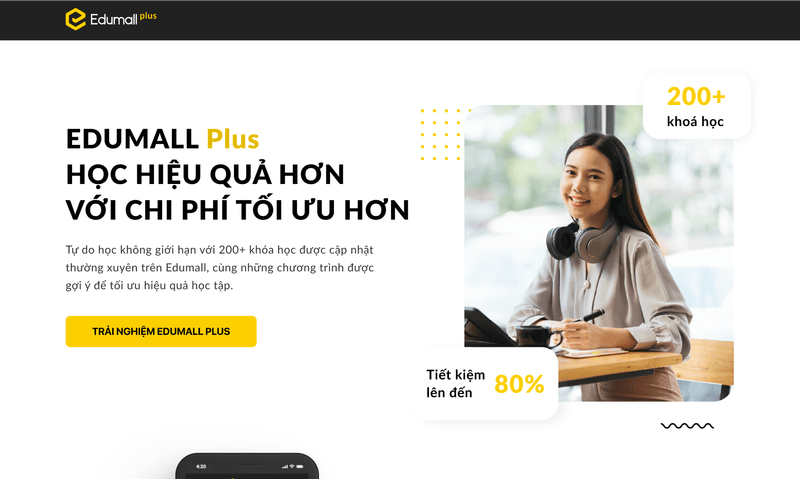 Edumall plus
200+
khoá học
EDUMALL Plus
HỌC HIỆU QUẢ HƠN
VỚI CHI PHÍ TỐI ƯU HƠN
Tự do học không giới hạn với 200+ khóa học được cập nhật
thường xuyên trên Edumall, cùng những chương trình được
gợi ý để tối ưu hiệu quả học tập.
TRẢI NGHIỆM EDUMALL PLUS
Tiết kiệm
lên đến
80%
4:20